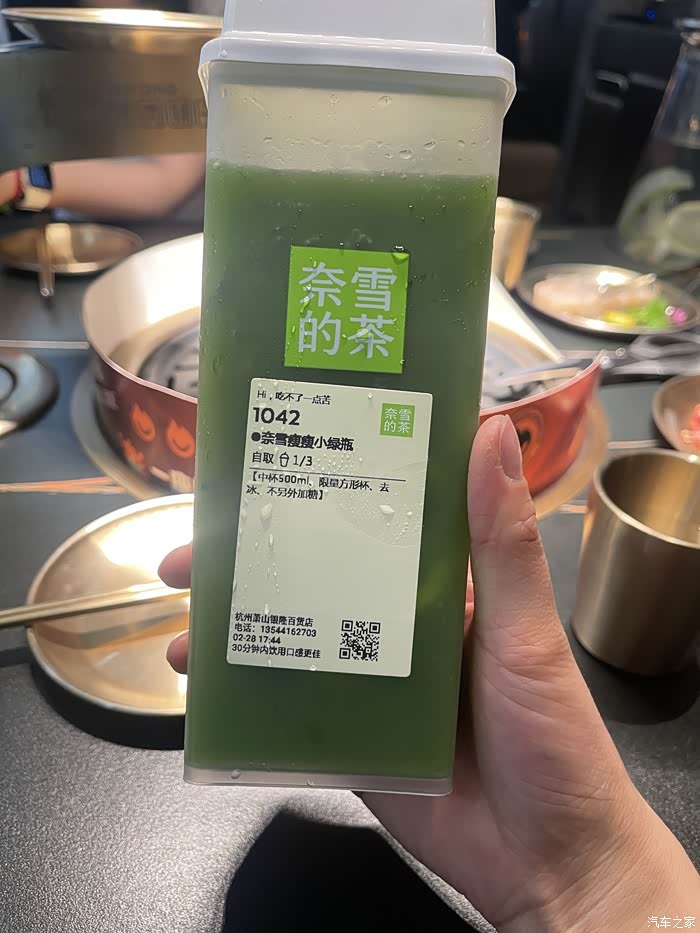 奈雪
的茶
Hi，吃不了一点苦
1042
奈雪
的茶
●奈雪瘦瘦小绿瓶
自取 1/3
【中杯500ml、限量方形杯、去
冰、不另外加糖】
杭州萧山银隆百货店
电话：13544162703
02-28 17:44
30分钟内饮用口感更佳
汽车之家